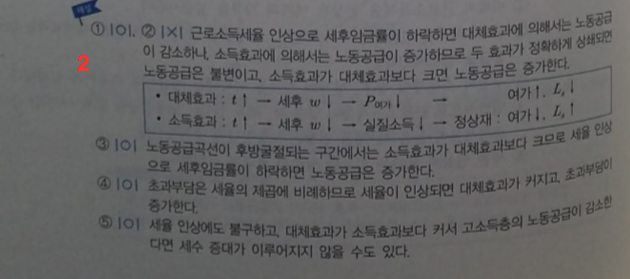 해설
① |O|, ② |X| 근로소득세율 인상으로 세후임금률이 하락하면 대체효과에 의해서는 노동공급
이 감소하나, 소득효과에 의해서는 노동공급이 증가하므로 두 효과가 정확하게 상쇄되면
2
노동공급은 불변이고, 소득효과가 대체효과보다 크면 노동공급은 증가한다.
• 대체효과 : t↑ → 세후 w↓ → P여가↓ → 여가↑, Ls↓
• 소득효과 : t↑ → 세후 w↓ → 실질소득↓ → 정상재 : 여가↓, Ls↑
③ |O| 노동공급곡선이 후방굴절되는 구간에서는 소득효과가 대체효과보다 크므로 세율 인상
으로 세후임금률이 하락하면 노동공급은 증가한다.
④ |O| 초과부담은 세율의 제곱에 비례하므로 세율이 인상되면 대체효과가 커지고, 초과부담이
증가한다.
⑤ |O| 세율 인상에도 불구하고, 대체효과가 소득효과보다 커서 고소득층의 노동공급이 감소한
다면 세수 증대가 이루어지지 않을 수도 있다.